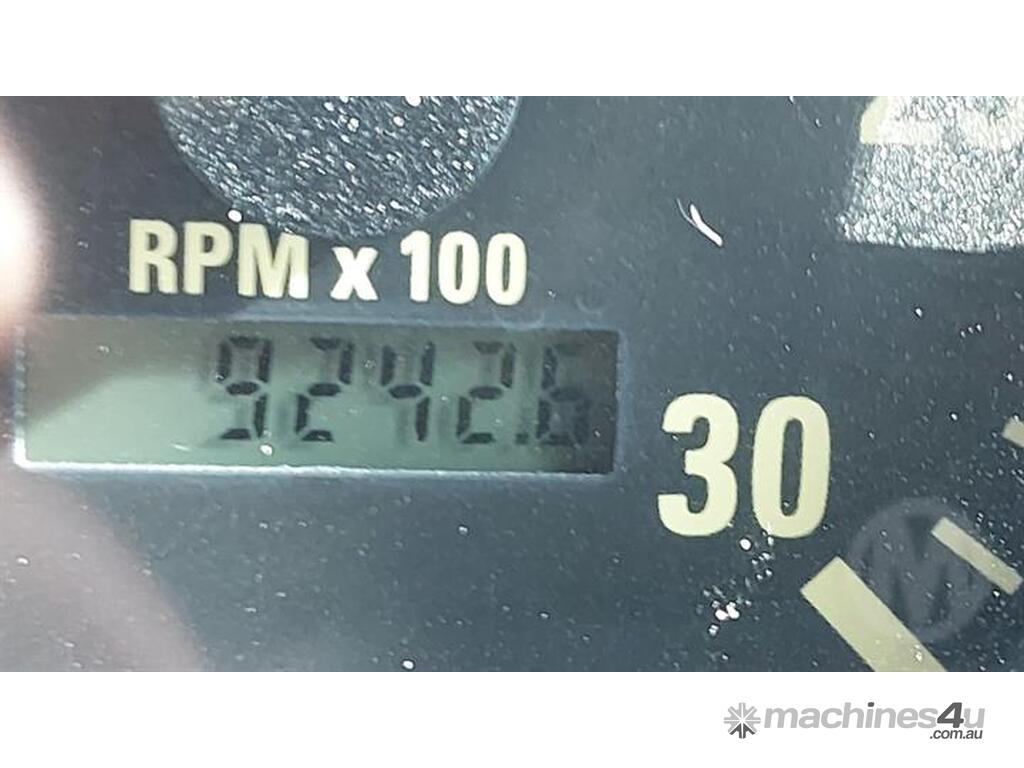 RPM x 100
9242.6
30
M
machines4u
.com.au